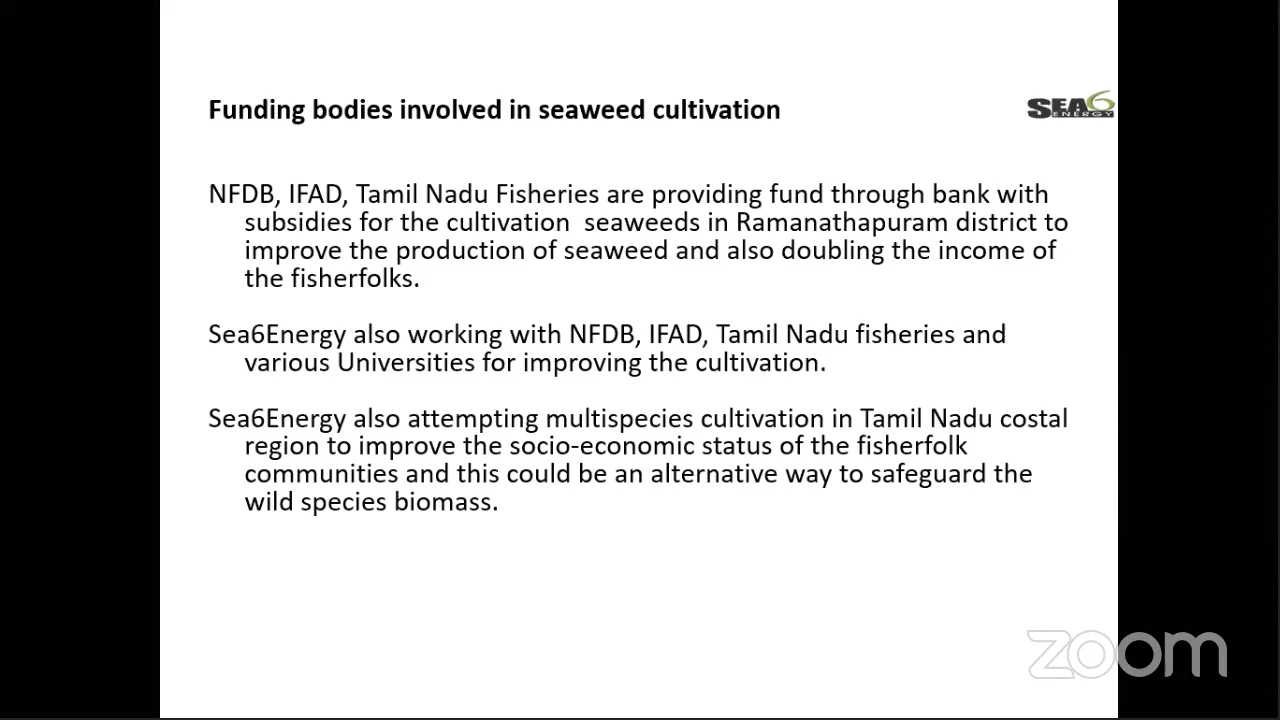 Funding bodies involved in seaweed cultivation
SEA6
ENERGY
NFDB, IFAD, Tamil Nadu Fisheries are providing fund through bank with
subsidies for the cultivation  seaweeds in Ramanathapuram district to
improve the production of seaweed and also doubling the income of
the fisherfolks.
Sea6Energy also working with NFDB, IFAD, Tamil Nadu fisheries and
various Universities for improving the cultivation.
Sea6Energy also attempting multispecies cultivation in Tamil Nadu costal
region to improve the socio-economic status of the fisherfolk
communities and this could be an alternative way to safeguard the
wild species biomass.
zoom